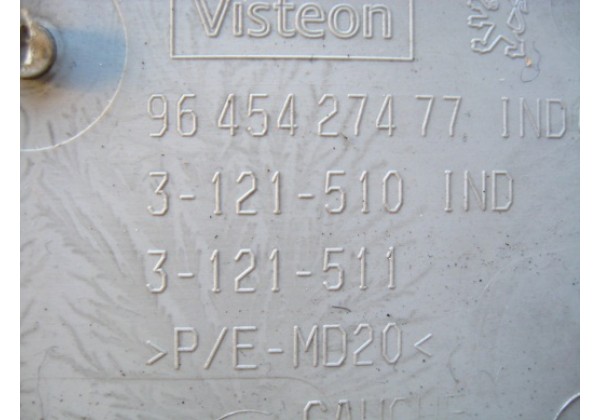 Visteon
96 454 274 77 IND
3-121-510 IND
3-121-511
>P/E-MD20<